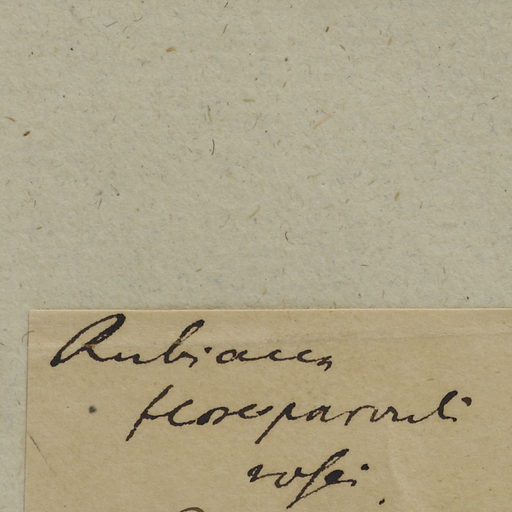 Rubiacea
flores parvuli
rosei